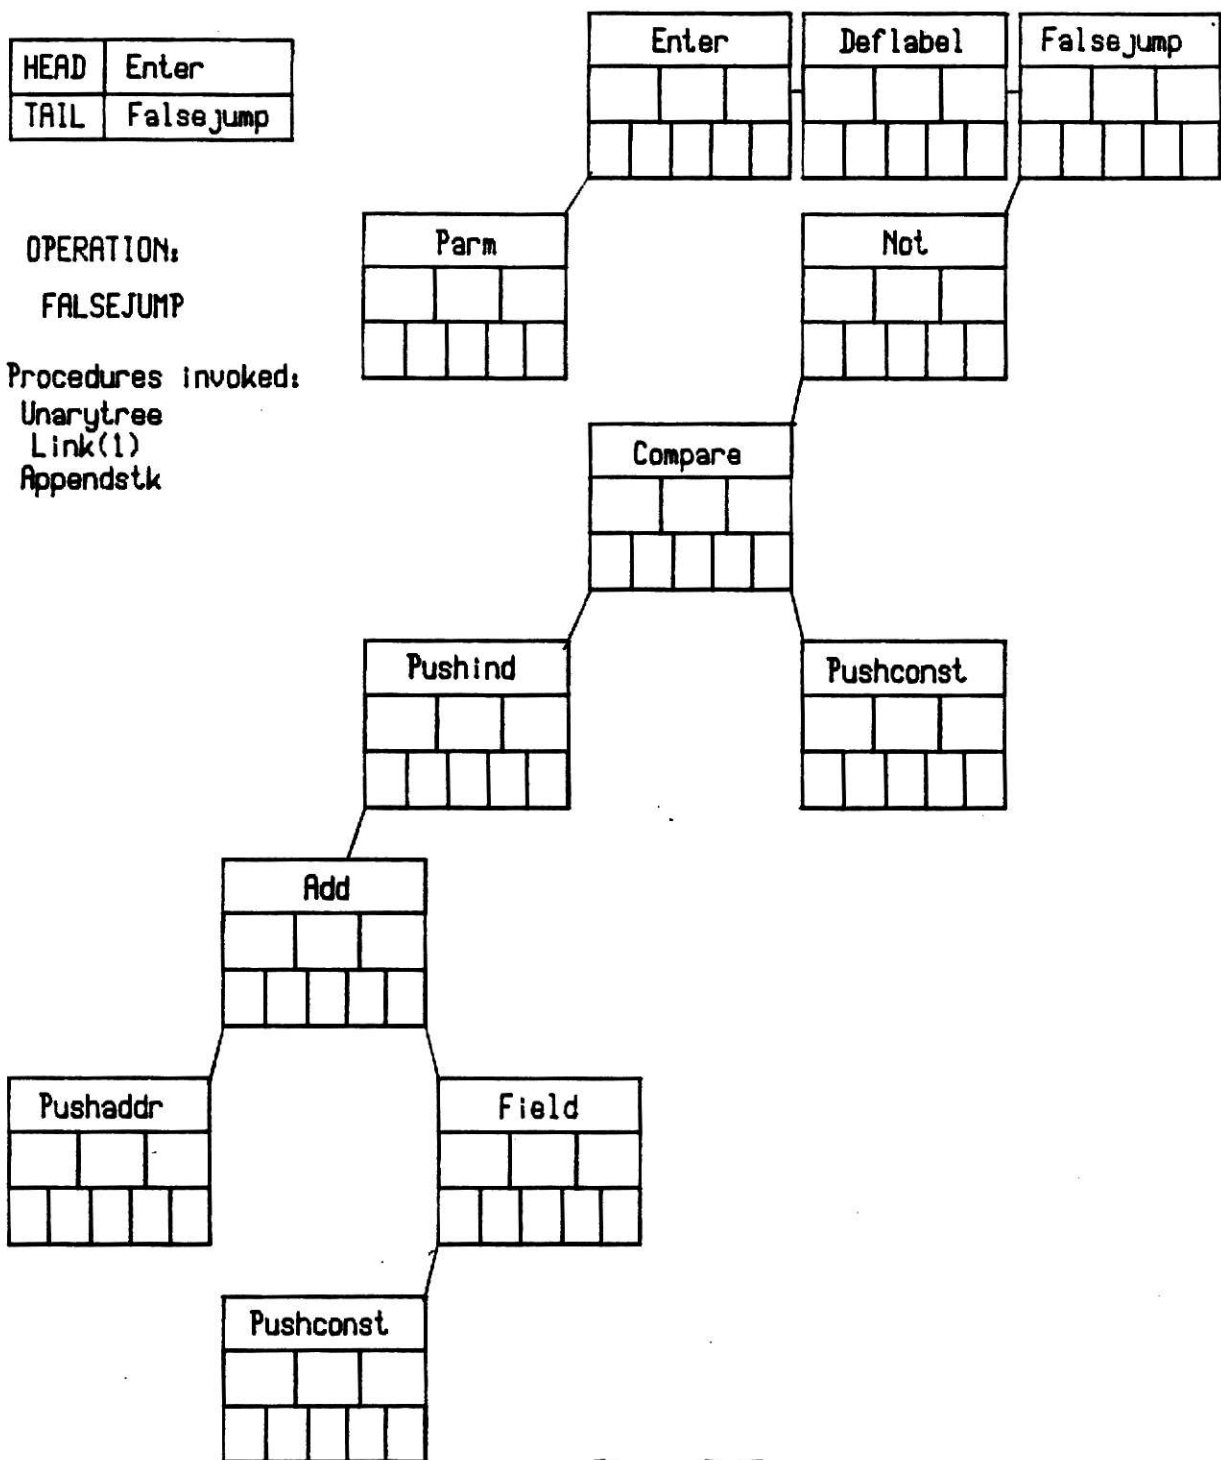 HEAD Enter
TAIL Falsejump
Enter Deflabel Falsejump
OPERATION:
FALSEJUMP
Procedures invoked:
Unarytree
Link(1)
Appendstk
Parm Not
Compare
Pushind Pushconst
Add
Pushaddr Field
Pushconst